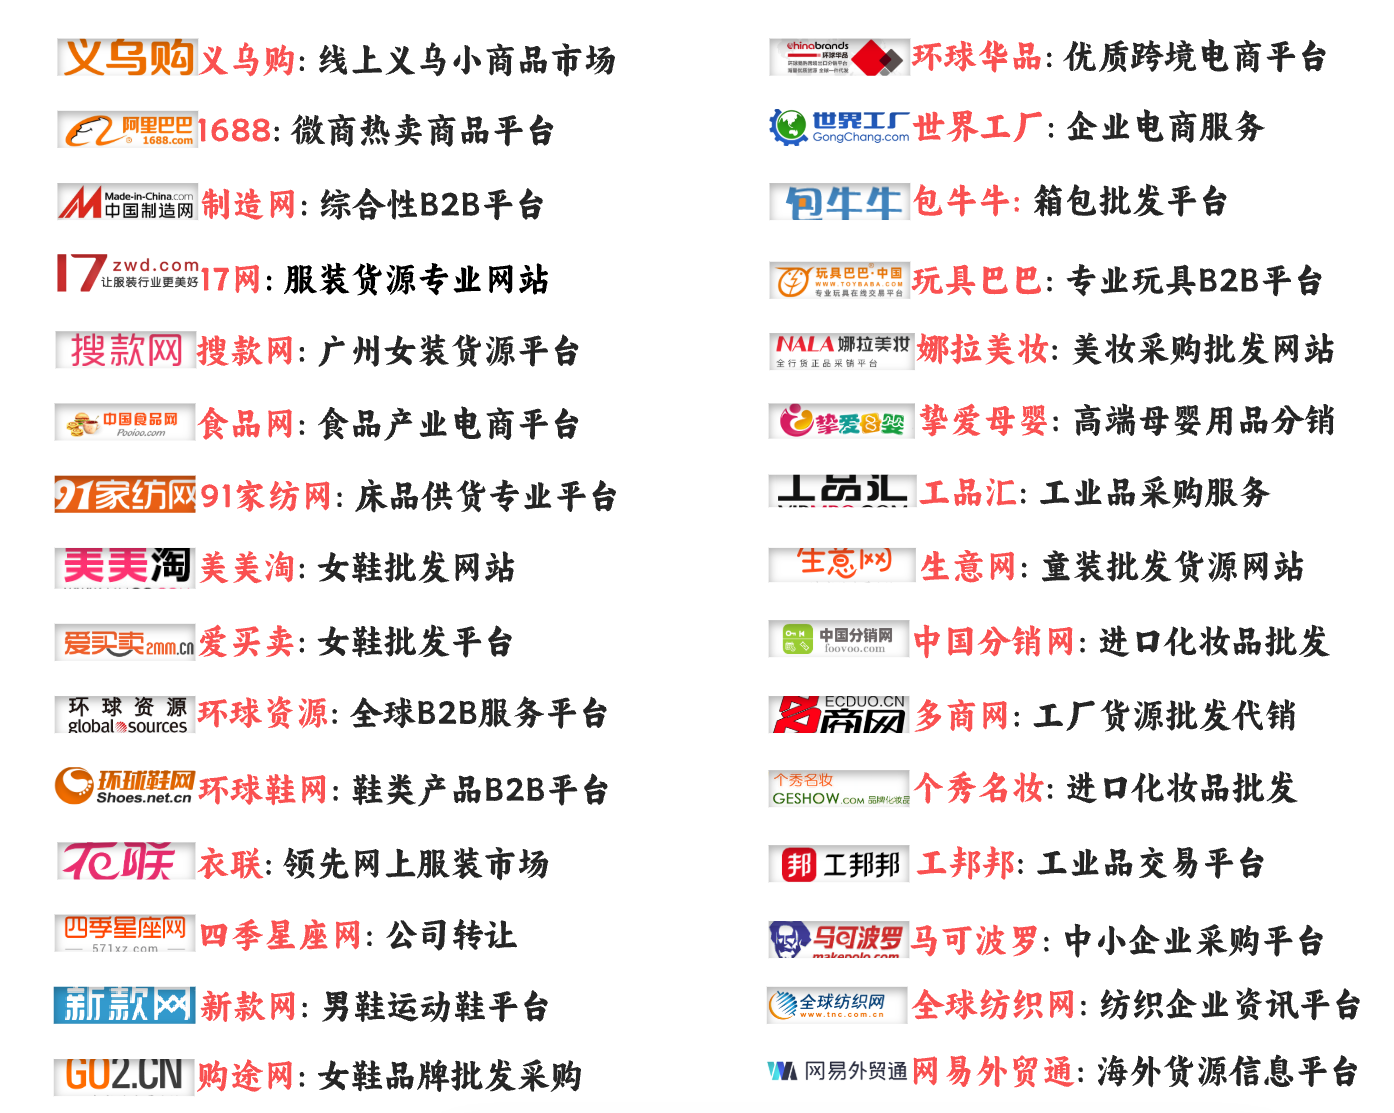 义乌购 义乌购: 线上义乌小商品市场
阿里巴巴 1688.com 1688: 微商热卖商品平台
Made-in-China.com 中国制造网 制造网: 综合性B2B平台
17 zwd.com 让服装行业更美好 17网: 服装货源专业网站
搜款网 搜款网: 广州女装货源平台
中国食品网 Pooioo.com 食品网: 食品产业电商平台
91家纺网 91家纺网: 床品供货专业平台
美美淘 美美淘: 女鞋批发网站
爱买卖 2mm.cn 爱买卖: 女鞋批发平台
环球资源 global sources 环球资源: 全球B2B服务平台
环球鞋网 Shoes.net.cn 环球鞋网: 鞋类产品B2B平台
衣联 衣联: 领先网上服装市场
四季星座网 571xz.com 四季星座网: 公司转让
新款网 新款网: 男鞋运动鞋平台
GO2.CN 购途网: 女鞋品牌批发采购
chinabrands 环球华品 环球华品: 优质跨境电商平台
世界工厂 GongChang.com 世界工厂: 企业电商服务
包牛牛 包牛牛: 箱包批发平台
玩具巴巴·中国 WWW.TOYBABA.COM 专业玩具在线交易平台 玩具巴巴: 专业玩具B2B平台
NALA 娜拉美妆 全行货正品采销平台 娜拉美妆: 美妆采购批发网站
挚爱母婴 挚爱母婴: 高端母婴用品分销
工品汇 工品汇: 工业品采购服务
生意网 生意网: 童装批发货源网站
中国分销网 foovoo.com 中国分销网: 进口化妆品批发
ECDUO.CN 多商网 多商网: 工厂货源批发代销
个秀名妆 GESHOW.COM 品牌化妆品 个秀名妆: 进口化妆品批发
邦 工邦邦 工邦邦: 工业品交易平台
马可波罗 makepolo.com 马可波罗: 中小企业采购平台
全球纺织网 www.tnc.com.cn 全球纺织网: 纺织企业资讯平台
网易外贸通 网易外贸通: 海外货源信息平台